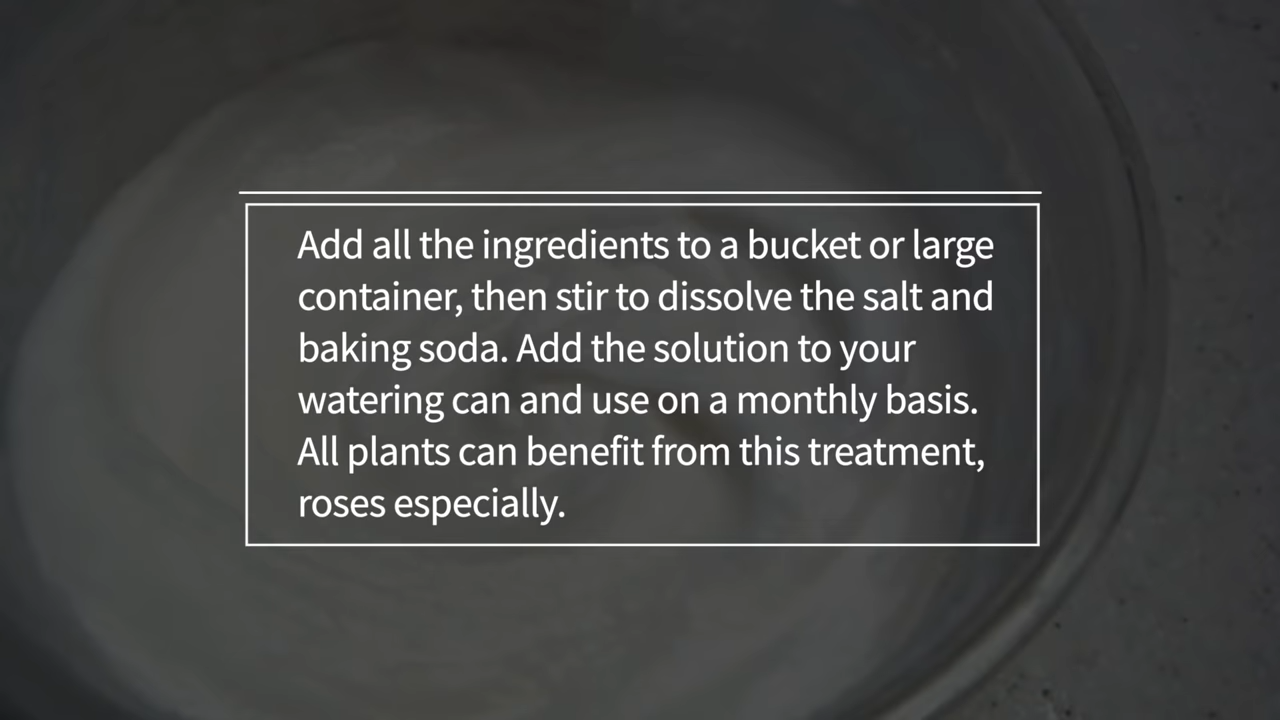 Add all the ingredients to a bucket or large
container, then stir to dissolve the salt and
baking soda. Add the solution to your
watering can and use on a monthly basis.
All plants can benefit from this treatment,
roses especially.